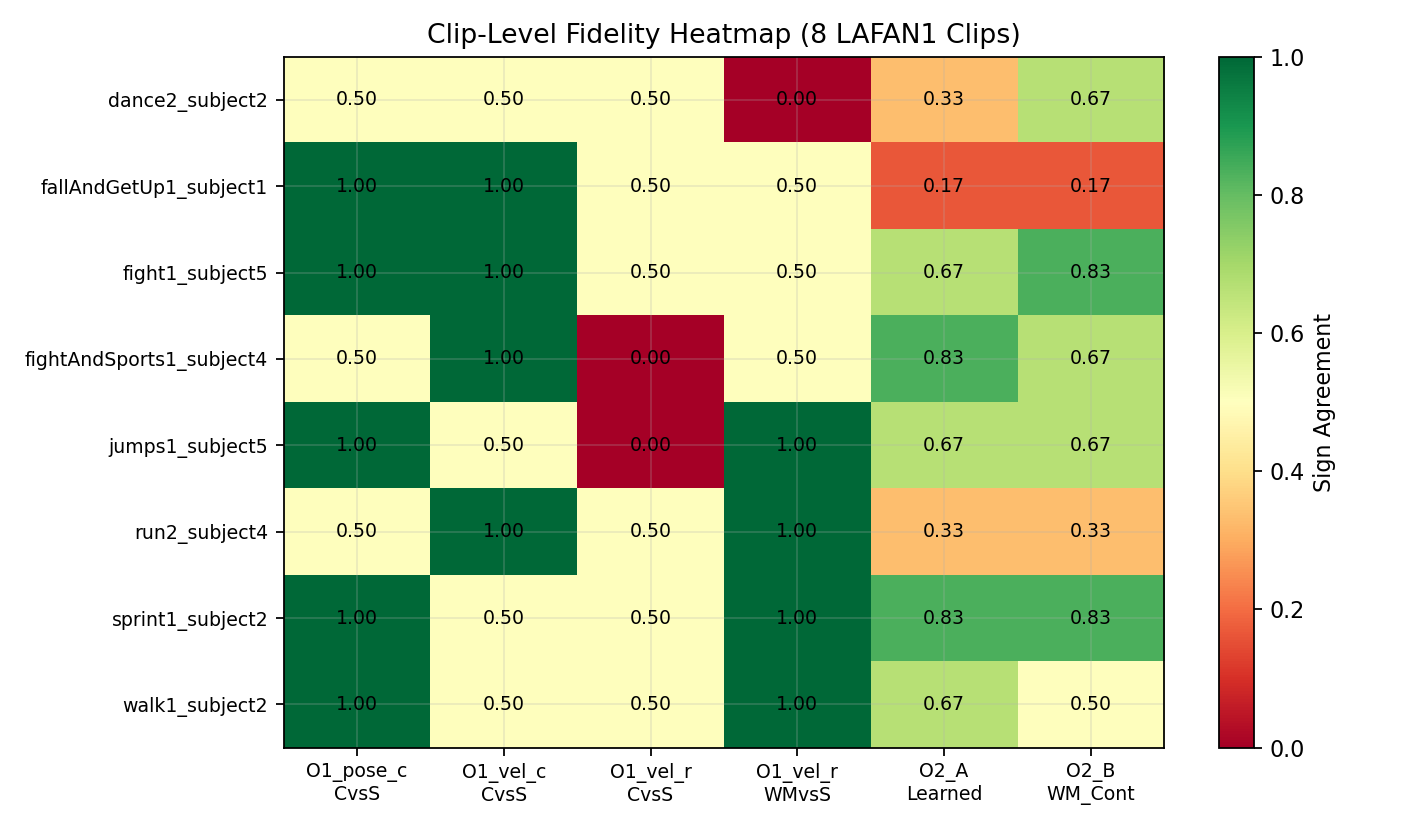 Clip-Level Fidelity Heatmap (8 LAFAN1 Clips)
dance2_subject2 0.50 0.50 0.50 0.00 0.33 0.67
fallAndGetUp1_subject1 1.00 1.00 0.50 0.50 0.17 0.17
fight1_subject5 1.00 1.00 0.50 0.50 0.67 0.83
fightAndSports1_subject4 0.50 1.00 0.00 0.50 0.83 0.67
jumps1_subject5 1.00 0.50 0.00 1.00 0.67 0.67
run2_subject4 0.50 1.00 0.50 1.00 0.33 0.33
sprint1_subject2 1.00 0.50 0.50 1.00 0.83 0.83
walk1_subject2 1.00 0.50 0.50 1.00 0.67 0.50
O1_pose_c O1_vel_c O1_vel_r O1_vel_r O2_A O2_B
CvsS CvsS CvsS WMvsS Learned WM_Cont
1.0
0.8
0.6
0.4
0.2
0.0
Sign Agreement